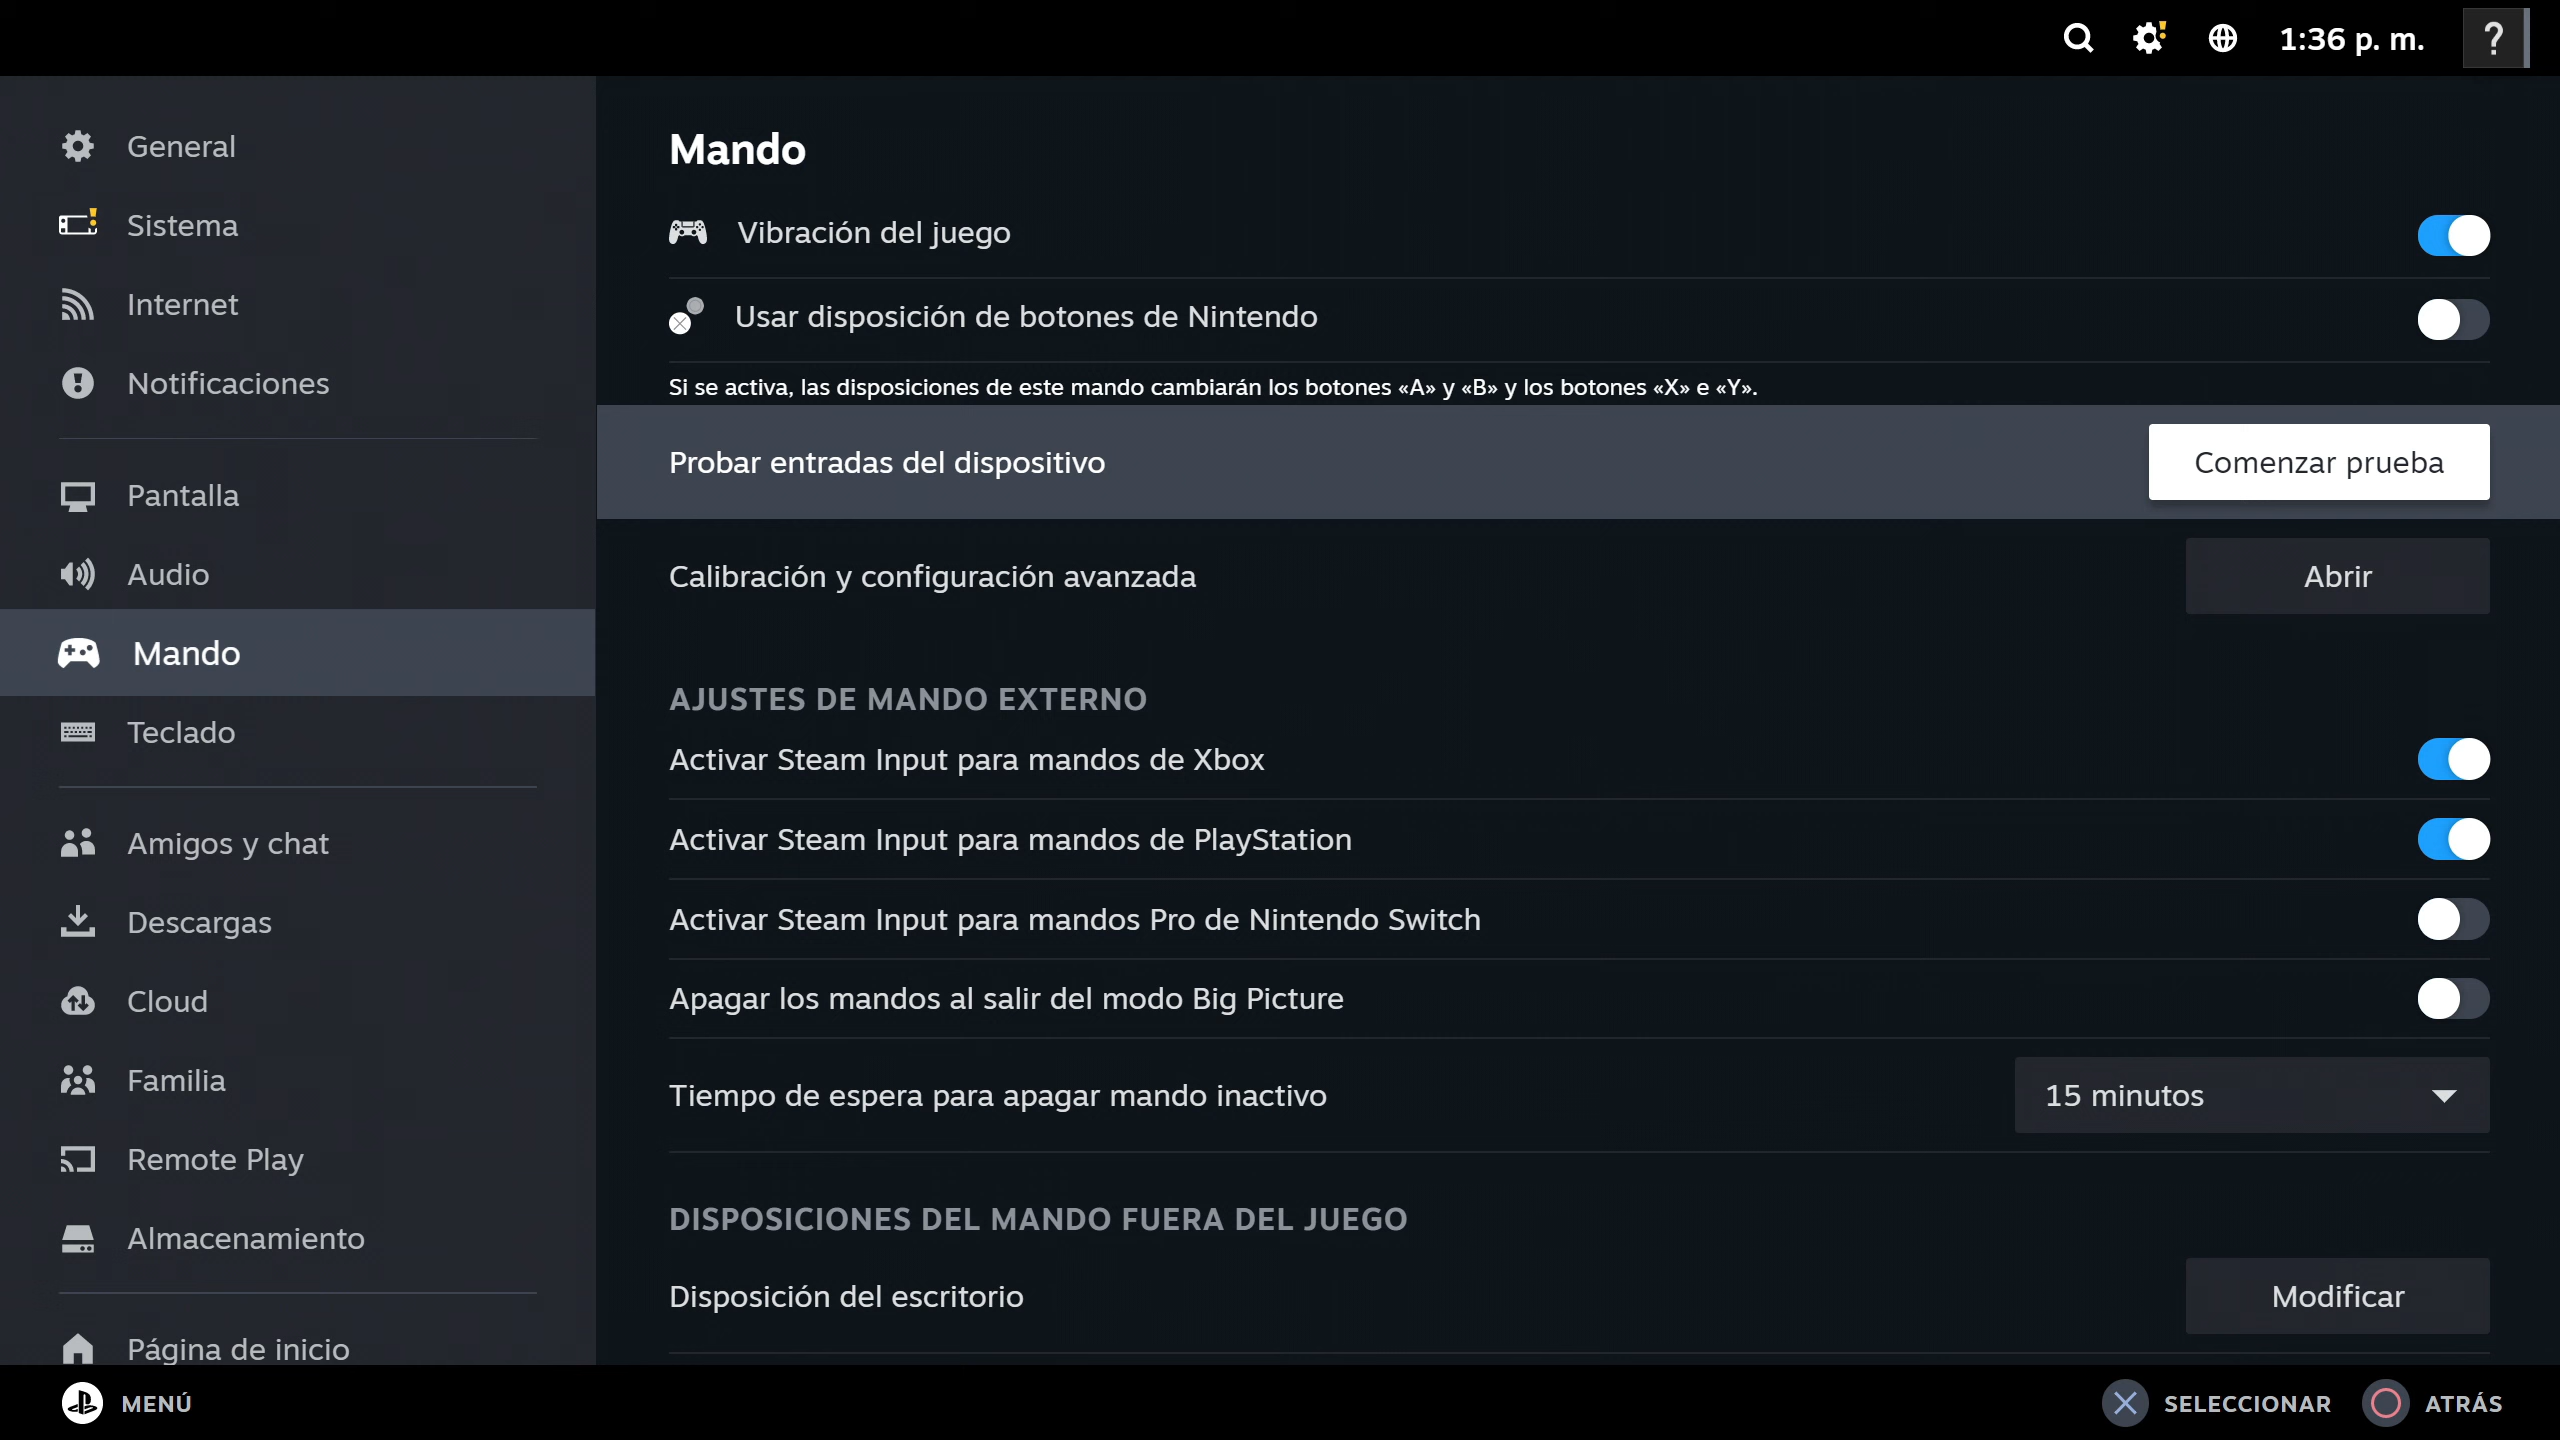 1:36 p. m.
?
General
Sistema
Internet
Notificaciones
Pantalla
Audio
Mando
Teclado
Amigos y chat
Descargas
Cloud
Familia
Remote Play
Almacenamiento
Página de inicio
Mando
Vibración del juego
Usar disposición de botones de Nintendo
Si se activa, las disposiciones de este mando cambiarán los botones «A» y «B» y los botones «X» e «Y».
Probar entradas del dispositivo Comenzar prueba
Calibración y configuración avanzada Abrir
AJUSTES DE MANDO EXTERNO
Activar Steam Input para mandos de Xbox
Activar Steam Input para mandos de PlayStation
Activar Steam Input para mandos Pro de Nintendo Switch
Apagar los mandos al salir del modo Big Picture
Tiempo de espera para apagar mando inactivo 15 minutos
DISPOSICIONES DEL MANDO FUERA DEL JUEGO
Disposición del escritorio Modificar
MENÚ SELECCIONAR ATRÁS